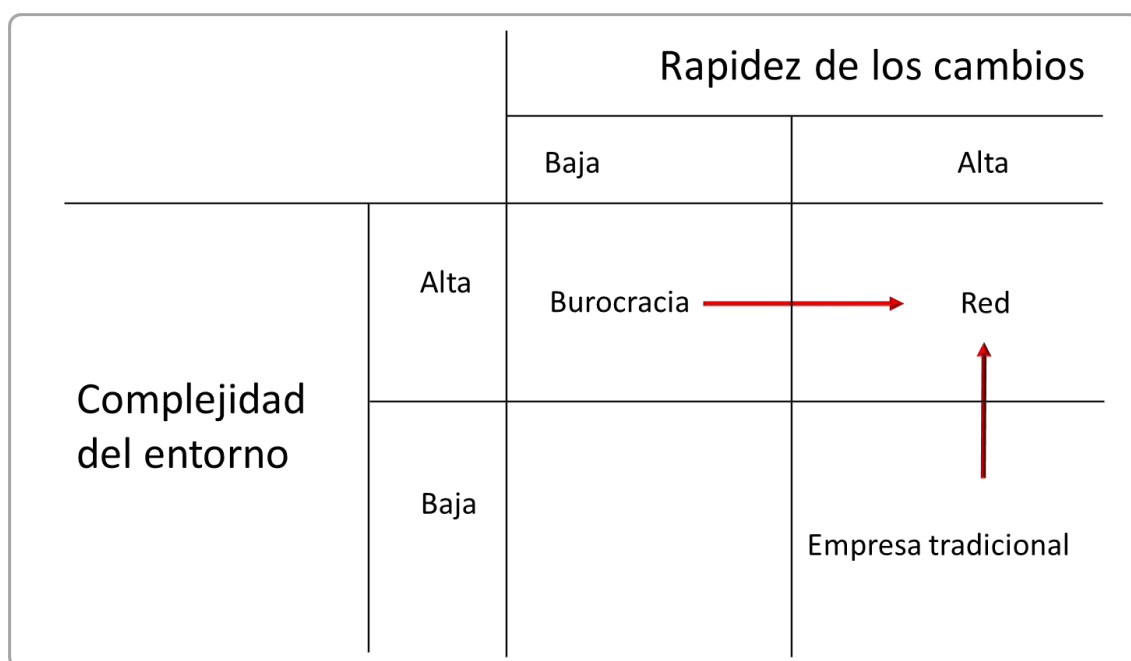 Rapidez de los cambios
Baja
Alta
Alta
Burocracia
Red
Complejidad
del entorno
Baja
Empresa tradicional